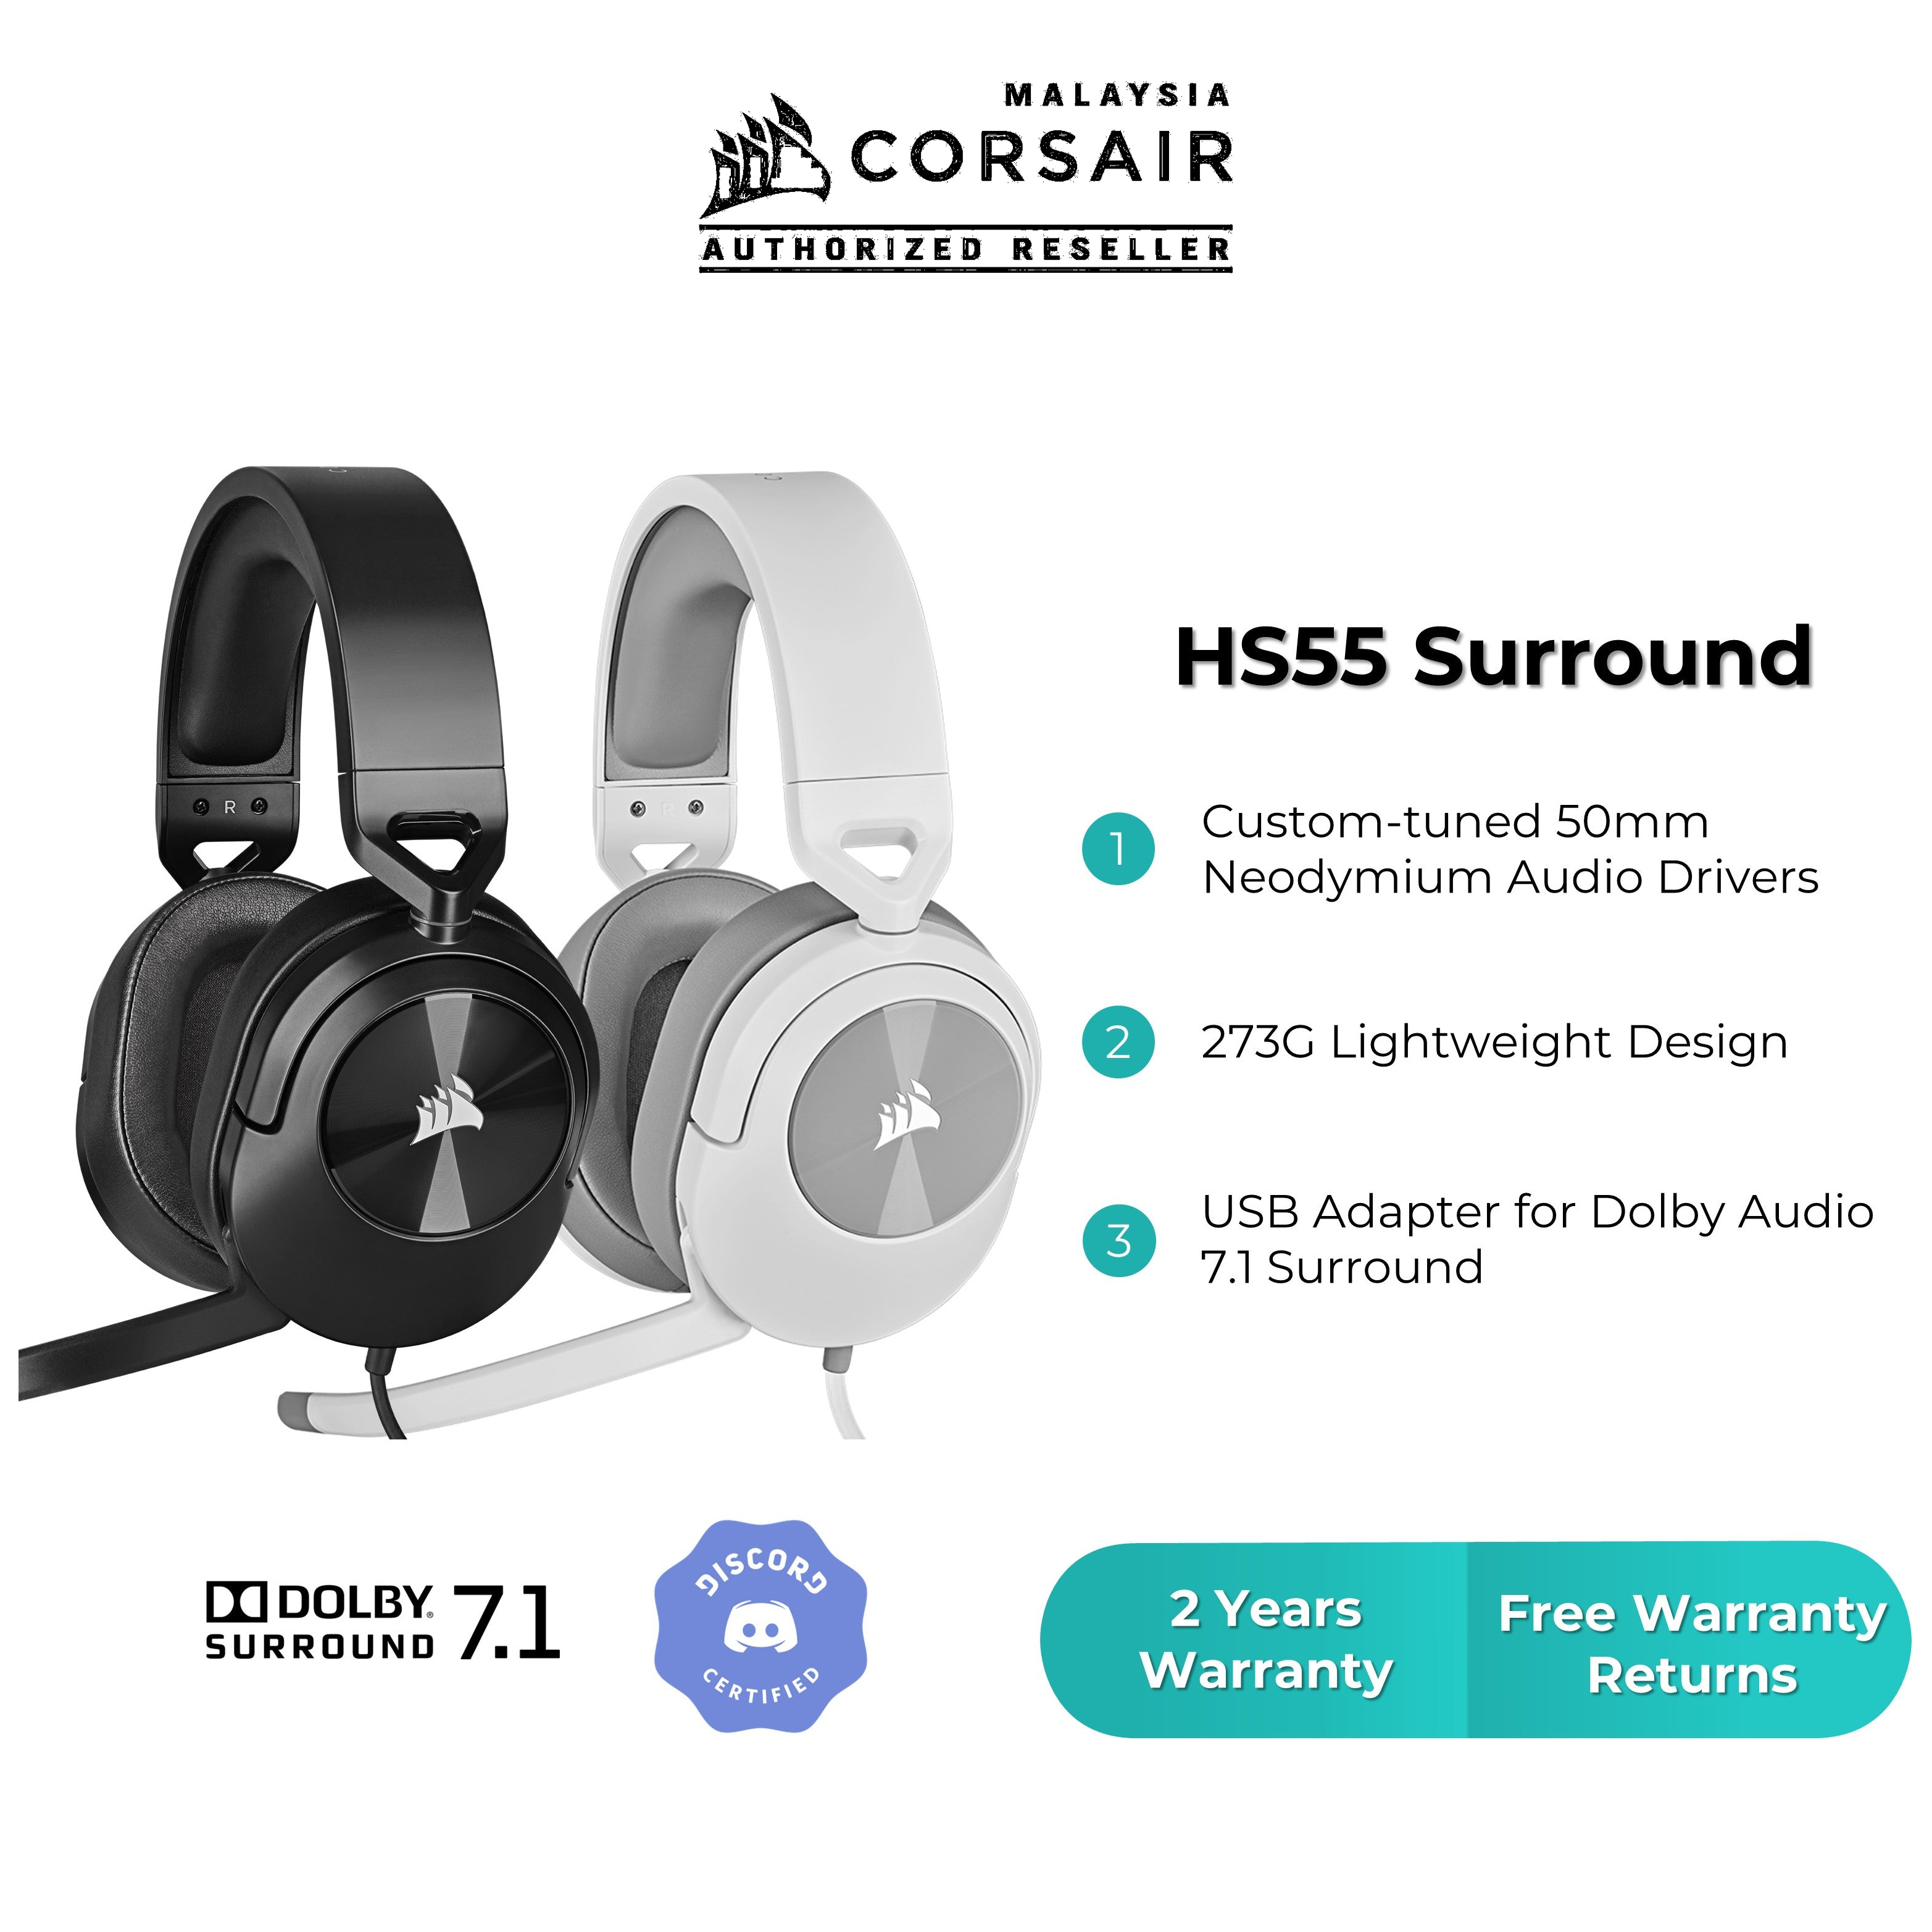 MALAYSIA
CORSAIR
AUTHORIZED RESELLER
R
R
HS55 Surround
1
Custom-tuned 50mm
Neodymium Audio Drivers
2
273G Lightweight Design
3
USB Adapter for Dolby Audio
7.1 Surround
DOLBY®
SURROUND
7.1
DISCORD
CERTIFIED
2 Years
Warranty
Free Warranty
Returns